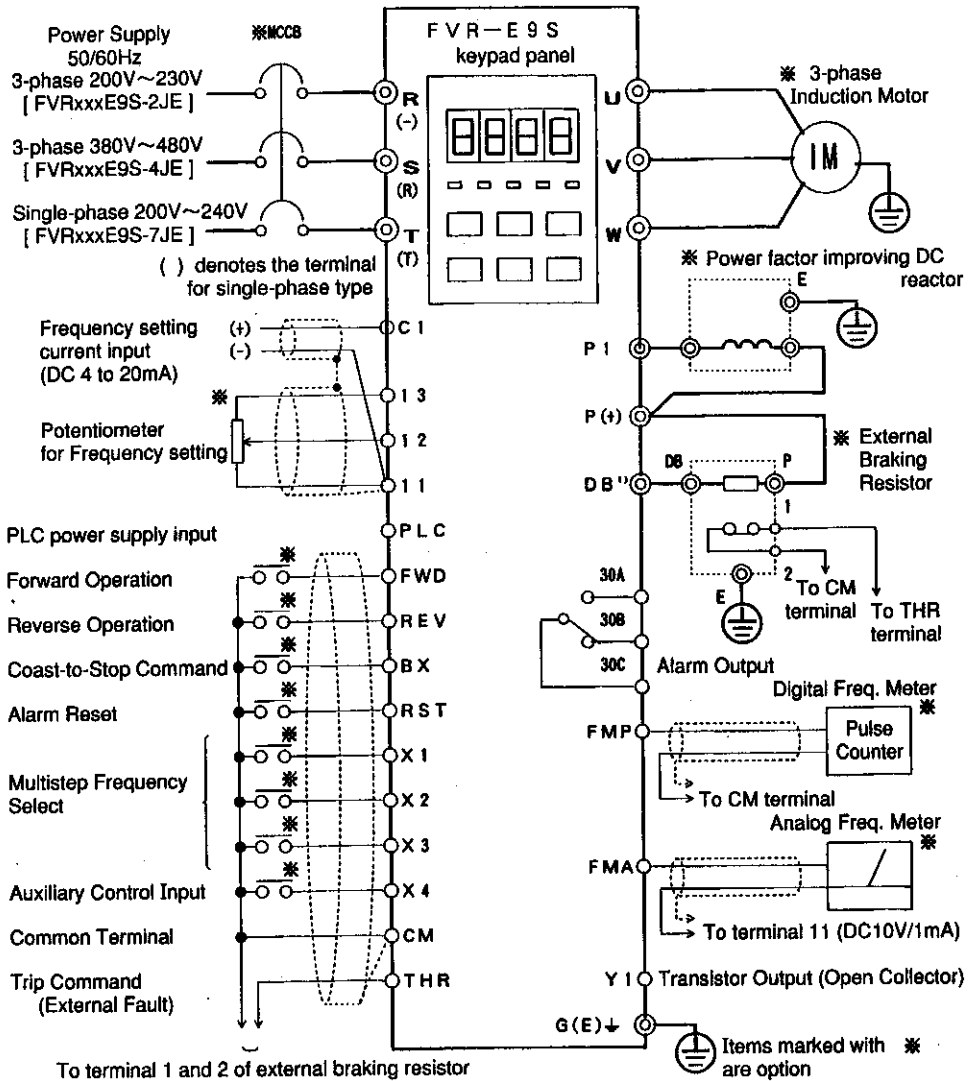 Power Supply
50/60Hz
3-phase 200V～230V
[ FVRxxxE9S-2JE ]
3-phase 380V～480V
[ FVRxxxE9S-4JE ]
Single-phase 200V～240V
[ FVRxxxE9S-7JE ]
( ) denotes the terminal
for single-phase type
※MCCB
FVR－E9S
keypad panel
8888
R
(-)
S
(R)
T
(T)
U
V
W
※ 3-phase
Induction Motor
IM
※ Power factor improving DC
reactor
E
P1
P(+)
DB¹⁾
DB
P
※ External
Braking
Resistor
1
2
E
To CM
terminal
To THR
terminal
Frequency setting
current input
(DC 4 to 20mA)
(+)
(-)
C1
※
13
Potentiometer
for Frequency setting
12
11
PLC power supply input
PLC
※
Forward Operation
FWD
※
Reverse Operation
REV
※
Coast-to-Stop Command
BX
※
Alarm Reset
RST
※
X1
Multistep Frequency
Select
※
X2
※
X3
※
Auxiliary Control Input
X4
Common Terminal
CM
Trip Command
(External Fault)
THR
To terminal 1 and 2 of external braking resistor
30A
30B
30C
Alarm Output
Digital Freq. Meter
※
FMP
Pulse
Counter
To CM terminal
Analog Freq. Meter
※
FMA
To terminal 11 (DC10V/1mA)
Y1
Transistor Output (Open Collector)
G(E)⏚
Items marked with ※
are option